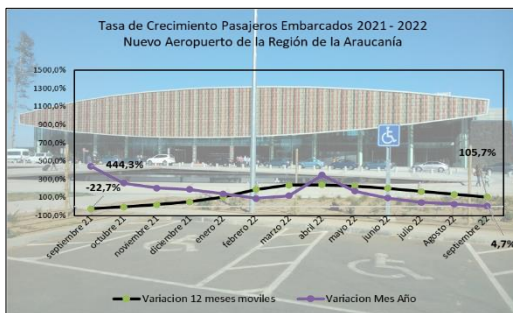 Tasa de Crecimiento Pasajeros Embarcados 2021 - 2022
Nuevo Aeropuerto de la Región de la Araucanía
1500,0%
1300,0%
1100,0%
900,0%
700,0%
500,0%
300,0%
100,0%
-100,0%
444,3%
-22,7%
105,7%
4,7%
septiembre 21
octubre 21
noviembre 21
diciembre 21
enero 22
febrero 22
marzo 22
abril 22
mayo 22
junio 22
julio 22
Agosto 22
septiembre 22
Variacion 12 meses moviles
Variacion Mes Año